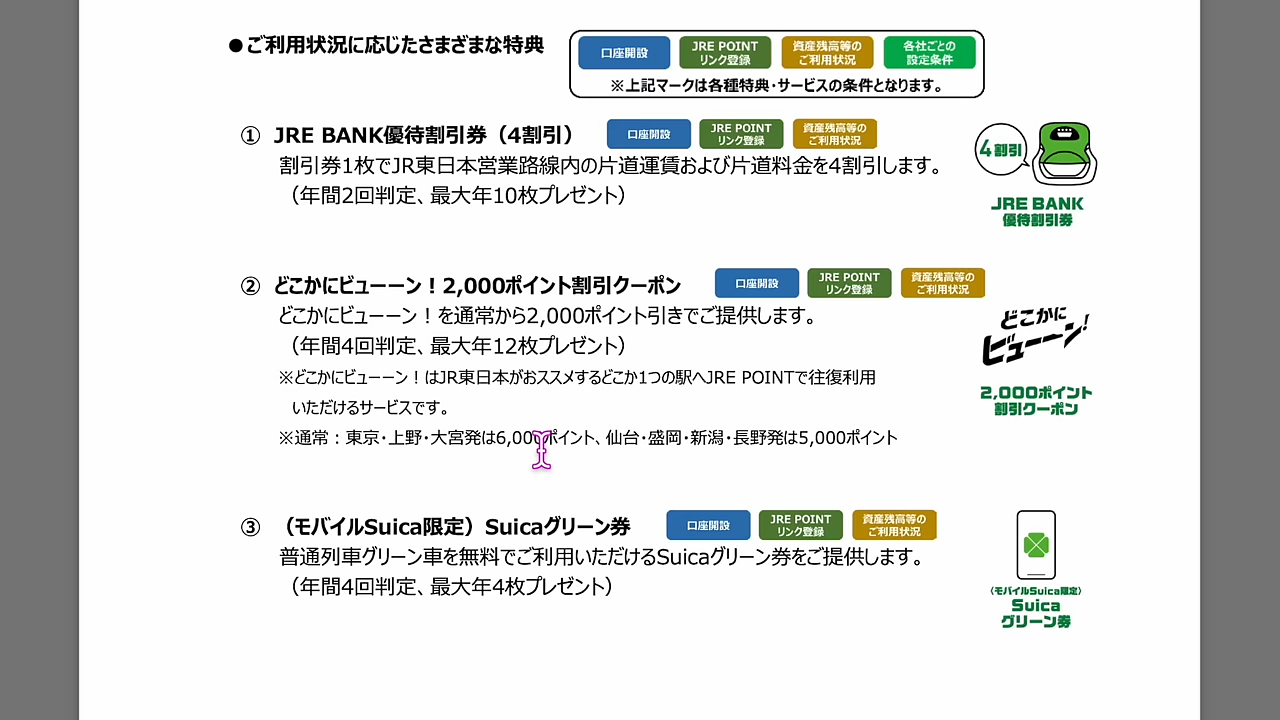 ●ご利用状況に応じたさまざまな特典
口座開設
JRE POINT
リンク登録
資産残高等の
ご利用状況
各社ごとの
設定条件
※上記マークは各種特典・サービスの条件となります。
① JRE BANK優待割引券（4割引）
口座開設
JRE POINT
リンク登録
資産残高等の
ご利用状況
割引券1枚でJR東日本営業路線内の片道運賃および片道料金を4割引します。
（年間2回判定、最大年10枚プレゼント）
4割引
JRE BANK
優待割引券
② どこかにビューーン！2,000ポイント割引クーポン
口座開設
JRE POINT
リンク登録
資産残高等の
ご利用状況
どこかにビューーン！を通常から2,000ポイント引きでご提供します。
（年間4回判定、最大年12枚プレゼント）
※どこかにビューーン！はJR東日本がおススメするどこか1つの駅へJRE POINTで往復利用
いただけるサービスです。
※通常：東京・上野・大宮発は6,000ポイント、仙台・盛岡・新潟・長野発は5,000ポイント
どこかに
ビューーン!
2,000ポイント
割引クーポン
③ （モバイルSuica限定）Suicaグリーン券
口座開設
JRE POINT
リンク登録
資産残高等の
ご利用状況
普通列車グリーン車を無料でご利用いただけるSuicaグリーン券をご提供します。
（年間4回判定、最大年4枚プレゼント）
（モバイルSuica限定）
Suica
グリーン券